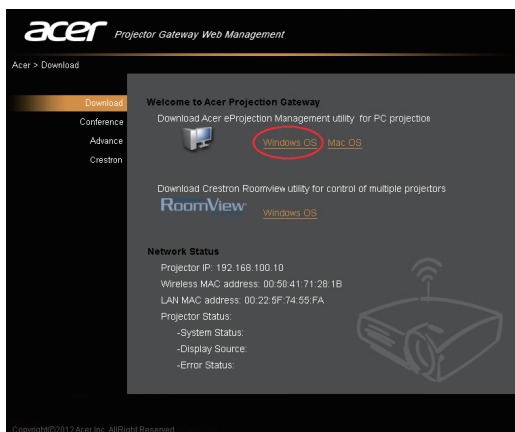 acer Projector Gateway Web Management
Acer > Download
Download
Conference
Advance
Crestron
Welcome to Acer Projection Gateway
Download Acer eProjection Management utility for PC projection
Windows OS Mac OS
Download Crestron Roomview utility for control of multiple projertors
RoomView
Windows OS
Network Status
Projector IP: 192.168.100.10
Wireless MAC address: 00:50:41:71:28:1B
LAN MAC address: 00:22:5F:74:55:FA
Projector Status:
-System Status:
-Display Source:
-Error Status:
Copyright©2012 Acer Inc. AllRight Reserved